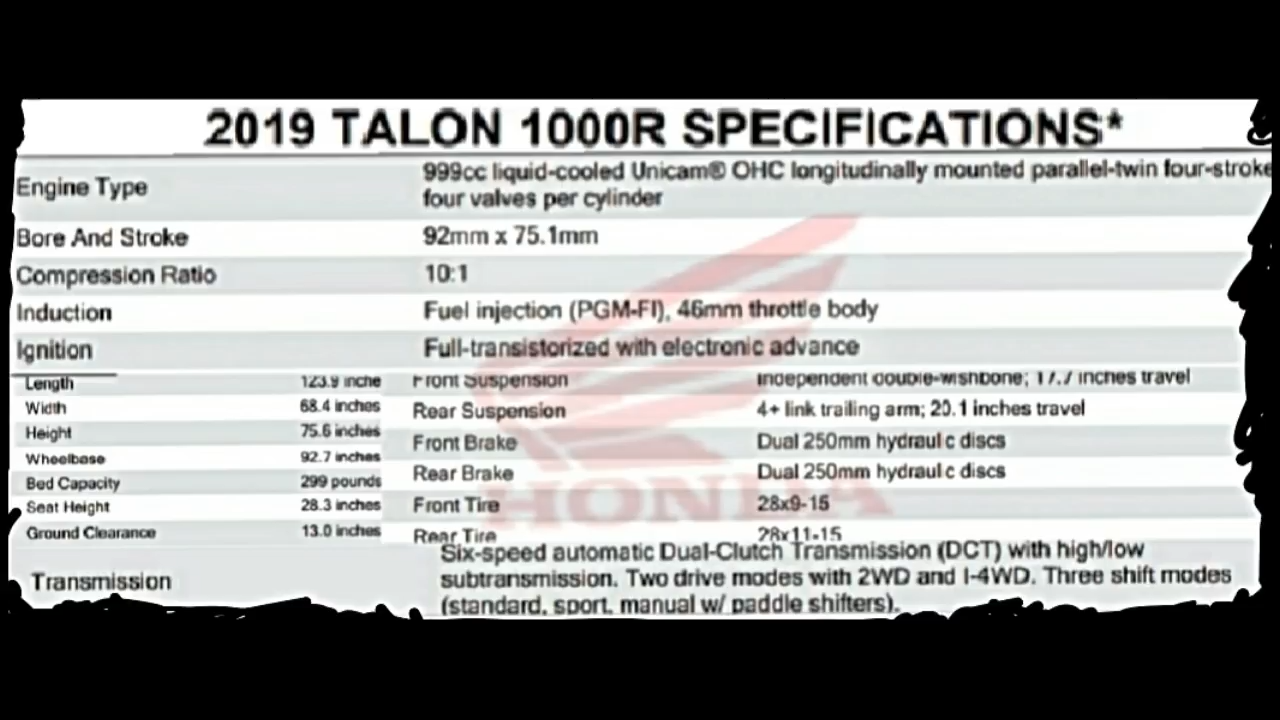 2019 TALON 1000R SPECIFICATIONS*
Engine Type 999cc liquid-cooled Unicam® OHC longitudinally mounted parallel-twin four-stroke
four valves per cylinder
Bore And Stroke 92mm x 75.1mm
Compression Ratio 10:1
Induction Fuel injection (PGM-FI), 46mm throttle body
Ignition Full-transistorized with electronic advance
Length 123.9 inche Front Suspension Independent double-wishbone; 17.7 inches travel
Width 68.4 inches Rear Suspension 4+ link trailing arm; 20.1 inches travel
Height 75.6 inches Front Brake Dual 250mm hydraul c discs
Wheelbase 92.7 inches Rear Brake Dual 250mm hydraul c discs
Bed Capacity 299 pounds
Seat Height 28.3 inches Front Tire 28x9-15
Ground Clearance 13.0 inches Rear Tire 28x11-15
Transmission Six-speed automatic Dual-Clutch Transmission (DCT) with high/low
subtransmission. Two drive modes with 2WD and I-4WD. Three shift modes
(standard, sport, manual w/ paddle shifters).
HONDA